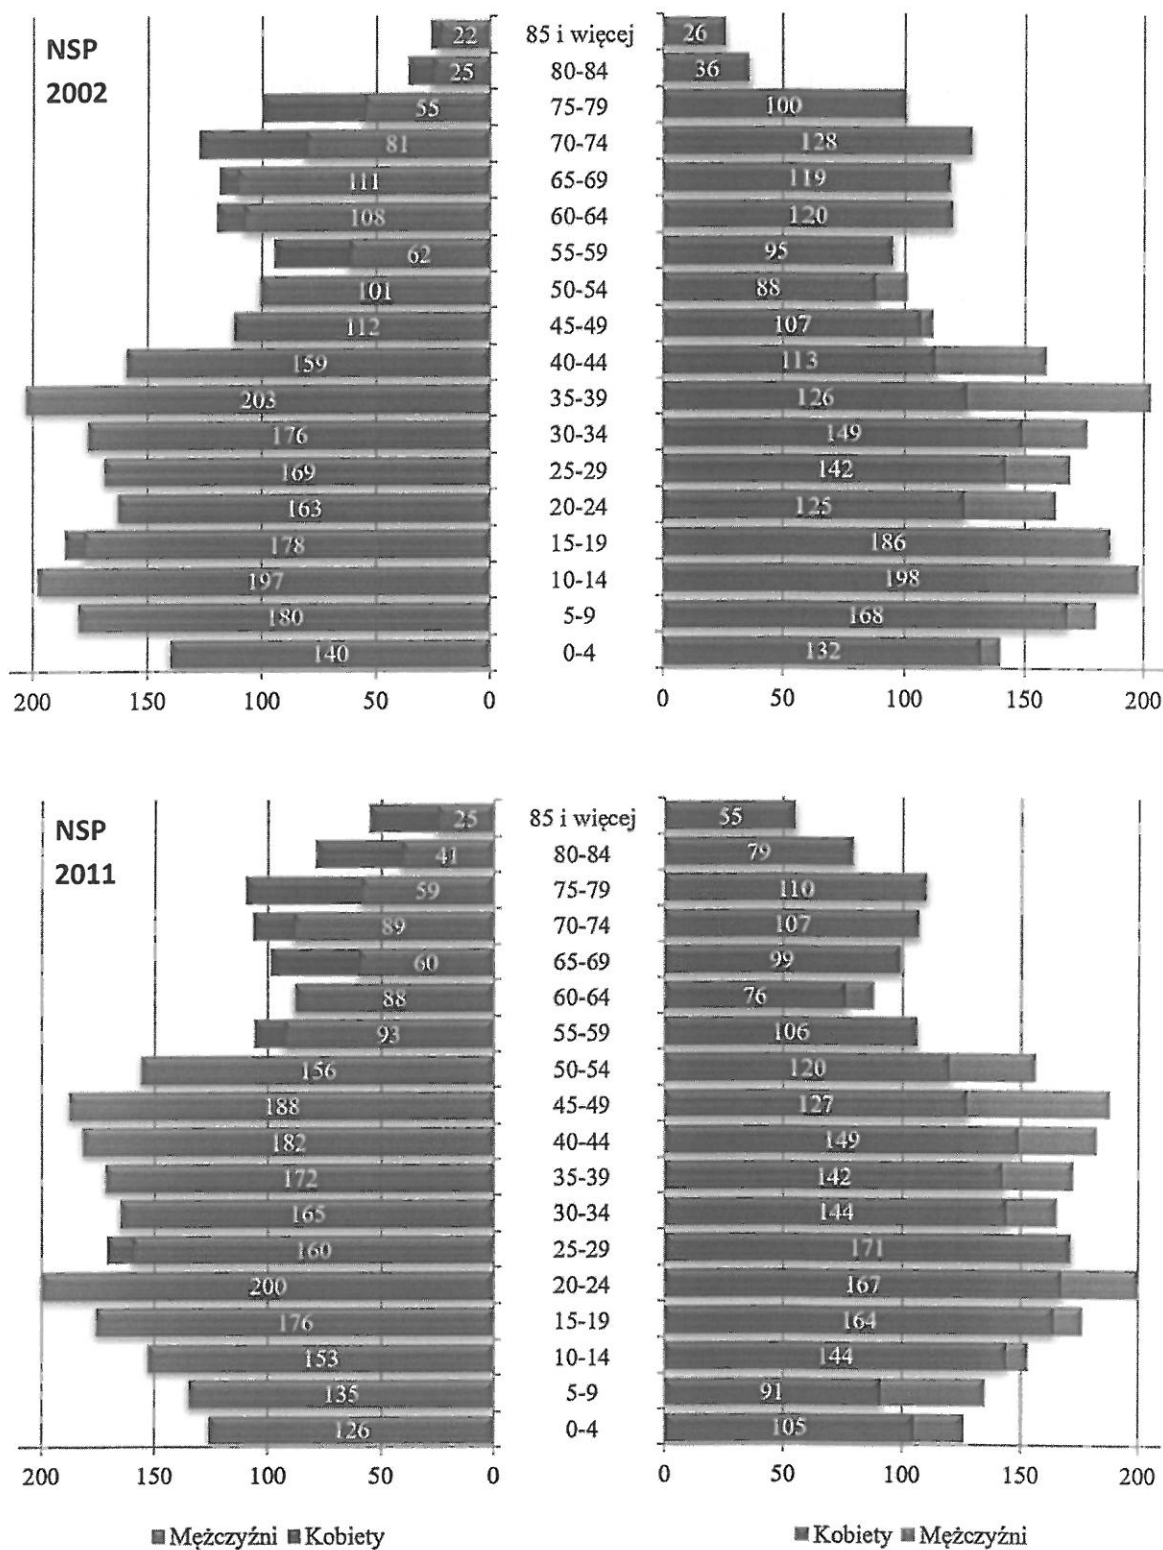 NSP
2002
22 85 i więcej 26
25 80-84 36
55 75-79 100
81 70-74 128
111 65-69 119
108 60-64 120
62 55-59 95
101 50-54 88
112 45-49 107
159 40-44 113
203 35-39 126
176 30-34 149
169 25-29 142
163 20-24 125
178 15-19 186
197 10-14 198
180 5-9 168
140 0-4 132
200 150 100 50 0 0 50 100 150 200
NSP
2011
25 85 i więcej 55
41 80-84 79
59 75-79 110
89 70-74 107
60 65-69 99
88 60-64 76
93 55-59 106
156 50-54 120
188 45-49 127
182 40-44 149
172 35-39 142
165 30-34 144
160 25-29 171
200 20-24 167
176 15-19 164
153 10-14 144
135 5-9 91
126 0-4 105
200 150 100 50 0 0 50 100 150 200
Mężczyźni Kobiety Kobiety Mężczyźni